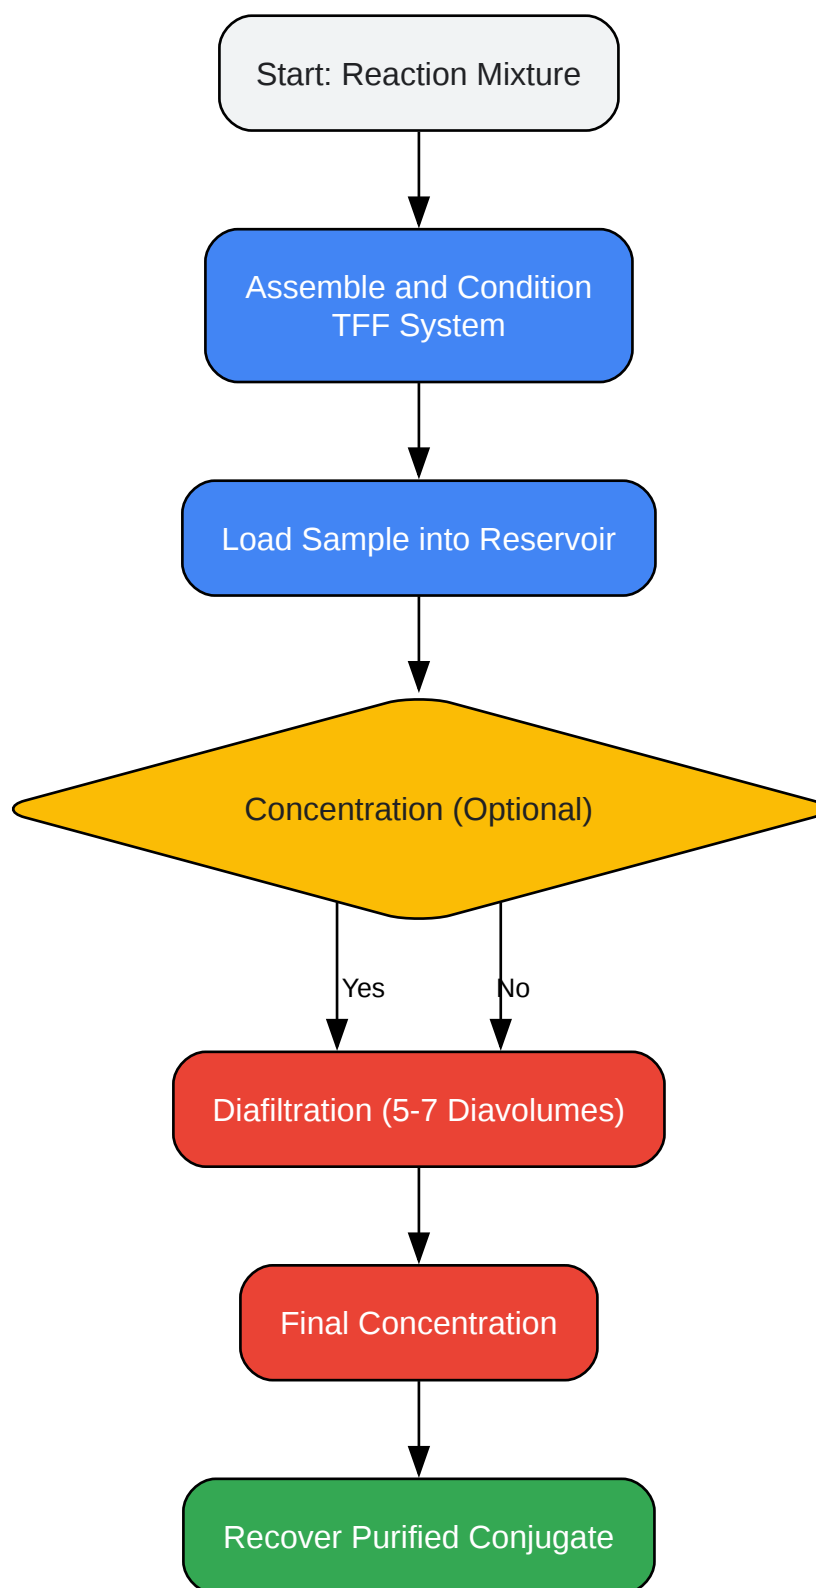 Start: Reaction Mixture
Assemble and Condition
TFF System
Load Sample into Reservoir
Concentration (Optional)
Yes
No
Diafiltration (5-7 Diavolumes)
Final Concentration
Recover Purified Conjugate